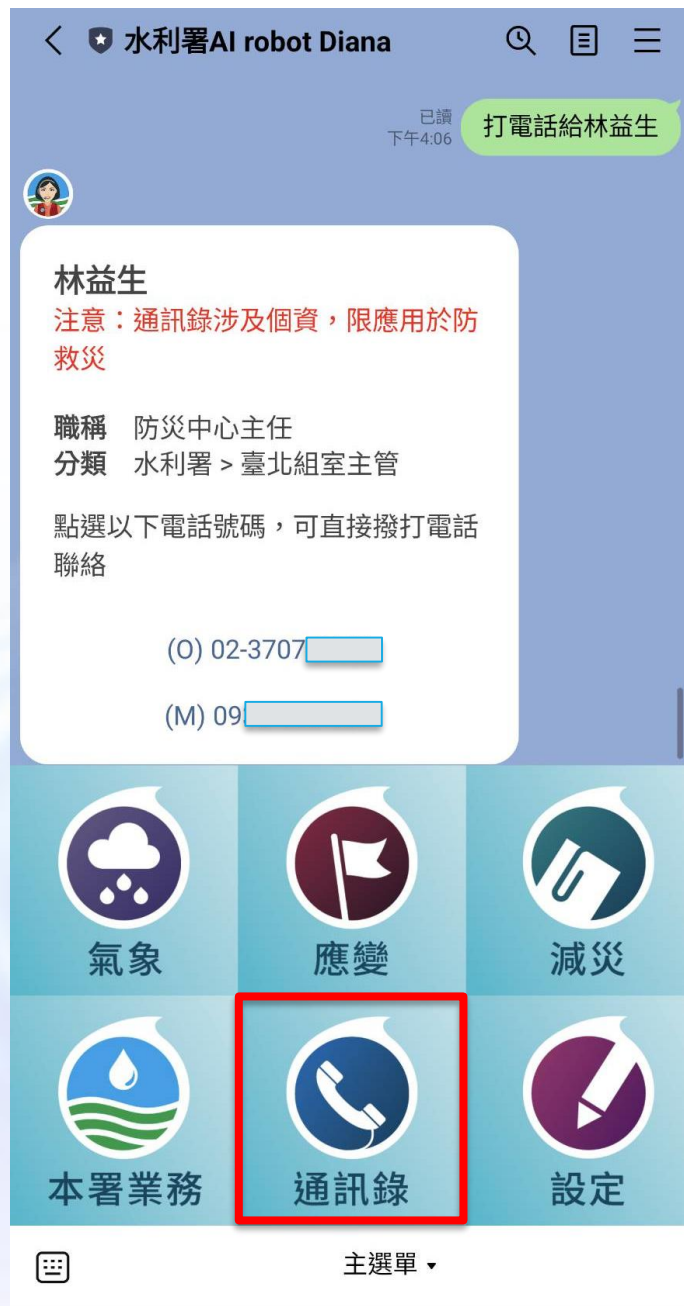 水利署AI robot Diana
已讀
下午4:06
打電話給林益生
林益生
注意：通訊錄涉及個資，限應用於防
救災
職稱 防災中心主任
分類 水利署 > 臺北組室主管
點選以下電話號碼，可直接撥打電話
聯絡
(O) 02-3707
(M) 09
氣象 應變 減災
本署業務 通訊錄 設定
主選單